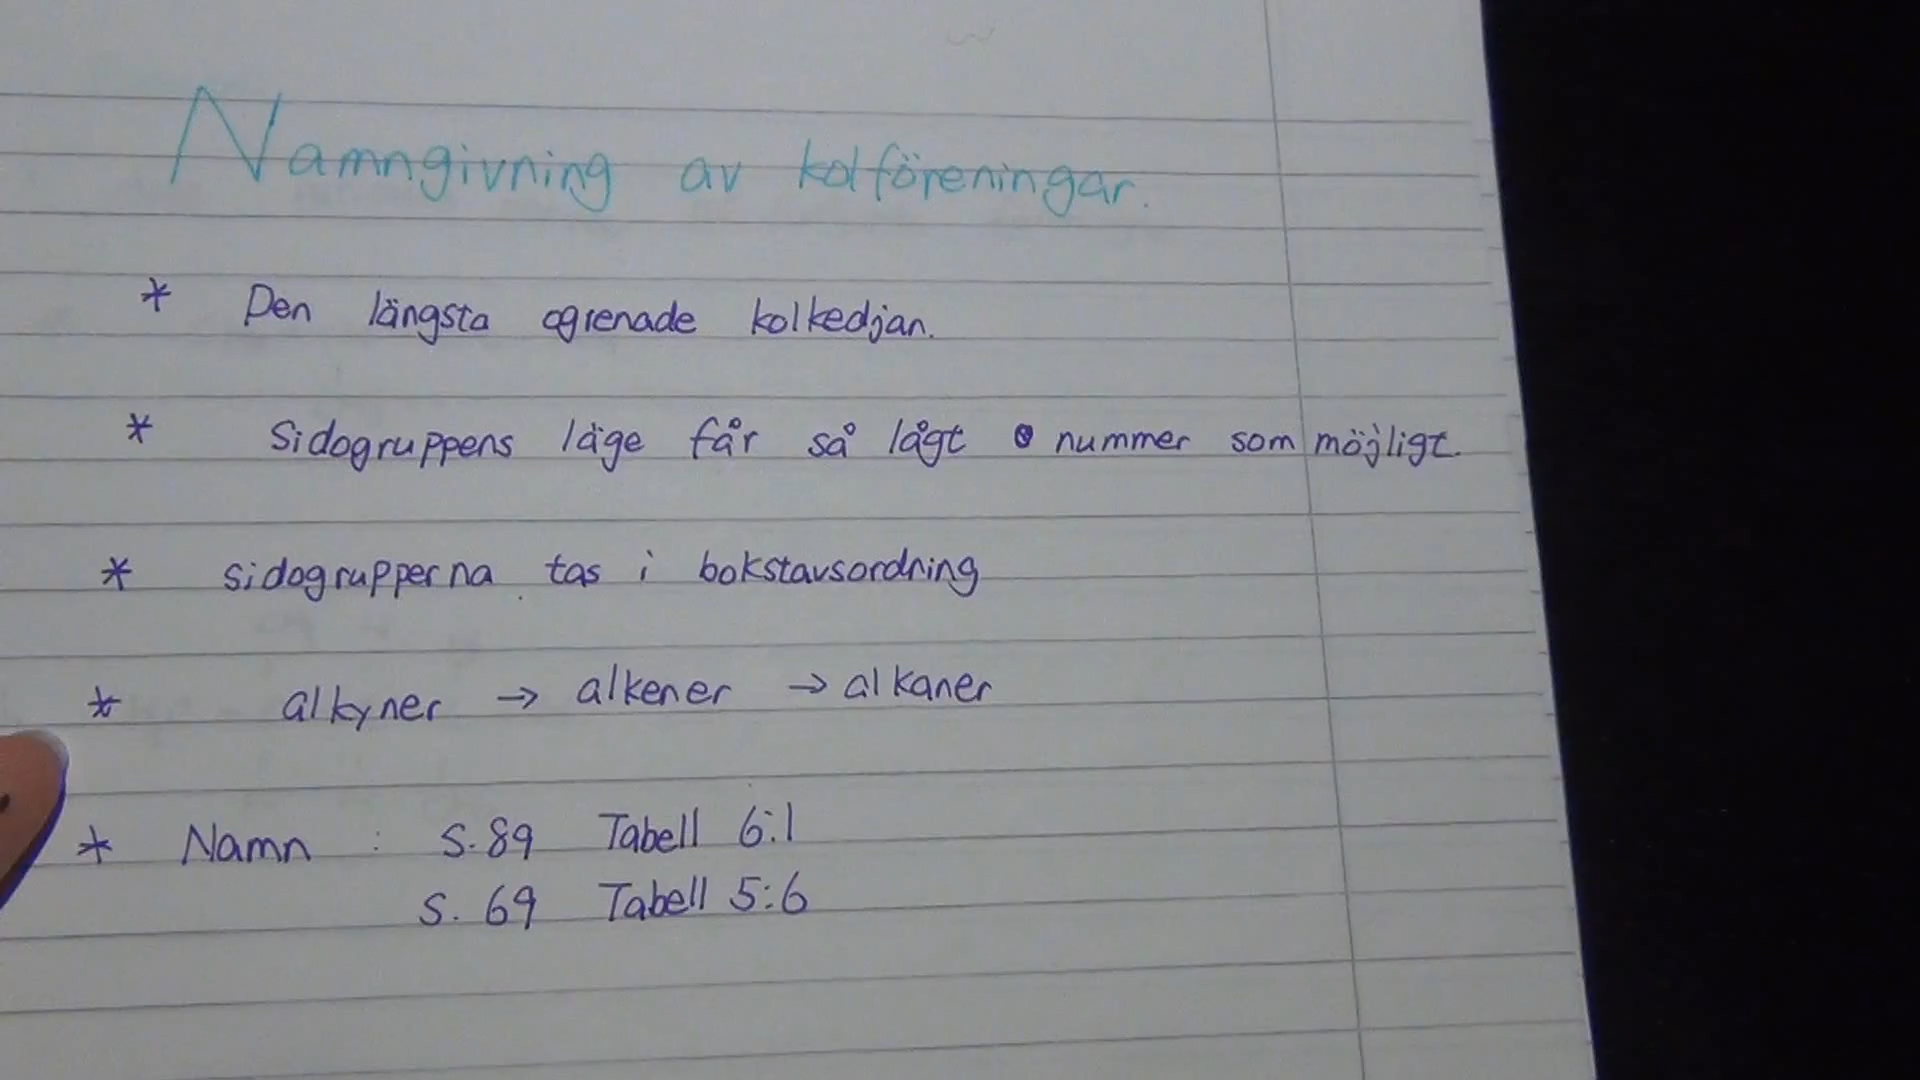 Namngivning av kolföreningar.
* Den längsta ogrenade kolkedjan.
* Sidogruppens läge får så lågt nummer som möjligt.
* sidogrupperna tas i bokstavsordning
* alkyner → alkener → alkaner
* Namn : S. 89 Tabell 6:1
S. 69 Tabell 5:6